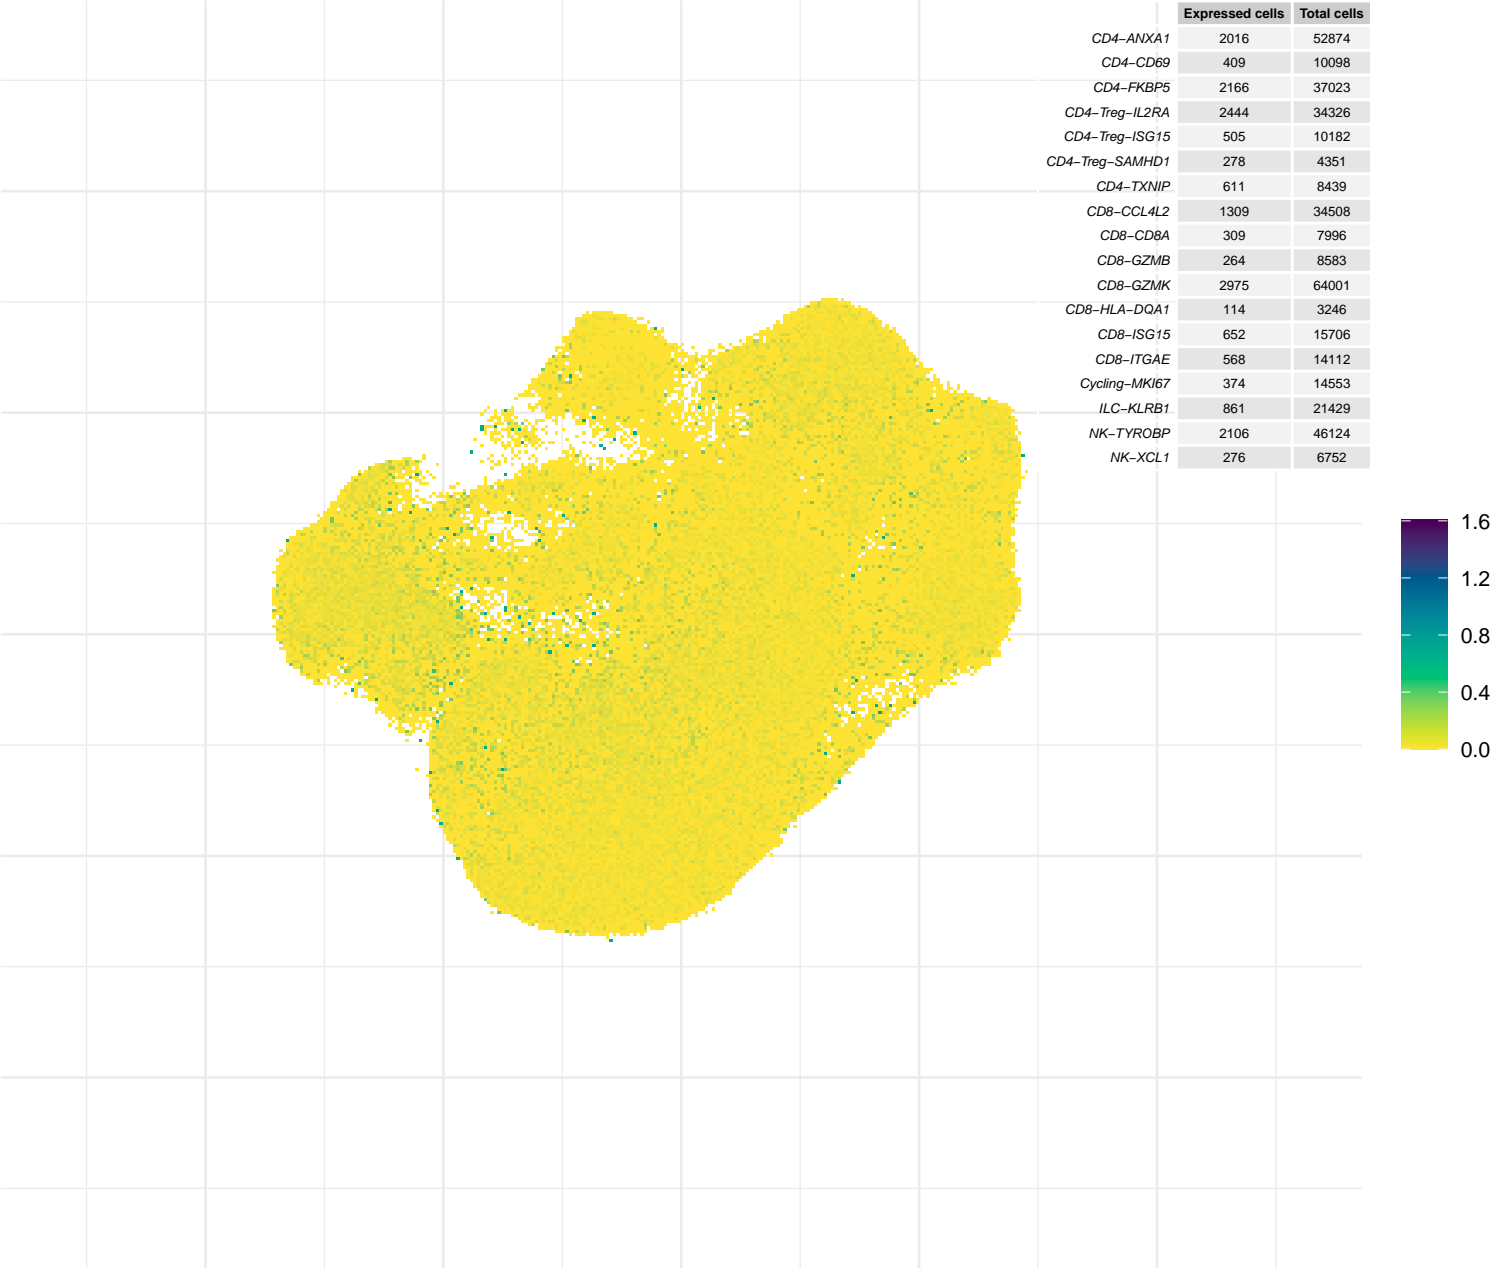 Expressed cells Total cells
CD4−ANXA1 2016 52874
CD4−CD69 409 10098
CD4−FKBP5 2166 37023
CD4−Treg−IL2RA 2444 34326
CD4−Treg−ISG15 505 10182
CD4−Treg−SAMHD1 278 4351
CD4−TXNIP 611 8439
CD8−CCL4L2 1309 34508
CD8−CD8A 309 7996
CD8−GZMB 264 8583
CD8−GZMK 2975 64001
CD8−HLA−DQA1 114 3246
CD8−ISG15 652 15706
CD8−ITGAE 568 14112
Cycling−MKI67 374 14553
ILC−KLRB1 861 21429
NK−TYROBP 2106 46124
NK−XCL1 276 6752
1.6
1.2
0.8
0.4
0.0